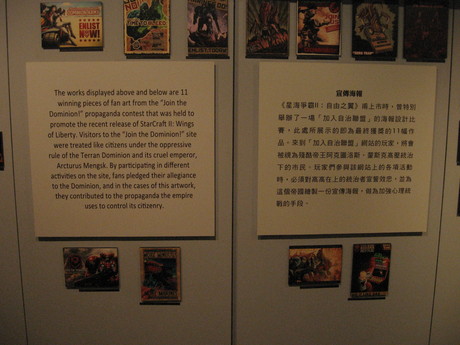 ENLIST
NOW!
The works displayed above and below are 11
winning pieces of fan art from the "Join the
Dominion!" propaganda contest that was held
to promote the recent release of StarCraft II: Wings
of Liberty. Visitors to the "Join the Dominion!" site
were treated like citizens under the oppressive
rule of the Terran Dominion and its cruel emperor,
Arcturus Mengsk. By participating in different
activities on the site, fans pledged their allegiance
to the Dominion, and in the cases of this artwork,
they contributed to the propaganda the empire
uses to control its citizenry.
宣傳海報
《星海爭霸II：自由之翼》甫上市時，曾特別
舉辦了一場「加入自治聯盟」的海報設計比
賽，此處所展示的即為最終獲獎的11幅作
品。來到「加入自治聯盟」網站的玩家，將會
被視為殘酷帝王阿克圖洛斯．蒙斯克高壓統治
下的市民。玩家們參與該網站上的各項活動
時，必須對高高在上的統治者宣誓效忠，並為
這個帝國繪製一份宣傳海報，做為加強心理統
戰的手段。